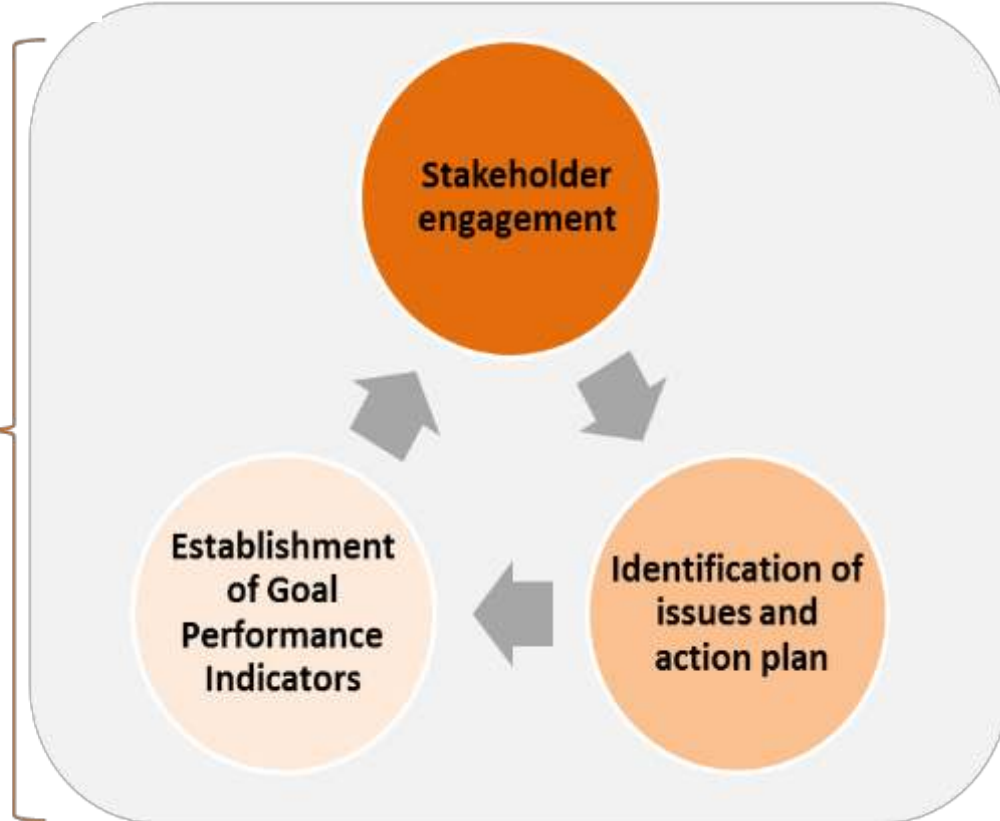 Stakeholder
engagement
Identification of
issues and
action plan
Establishment
of Goal
Performance
Indicators